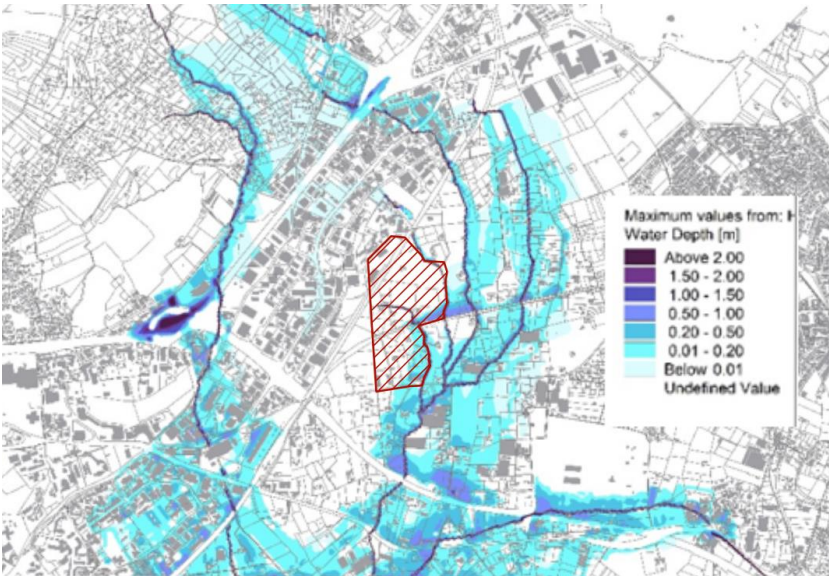 Maximum values from: H
Water Depth [m]
Above 2.00
1.50 - 2.00
1.00 - 1.50
0.50 - 1.00
0.20 - 0.50
0.01 - 0.20
Below 0.01
Undefined Value